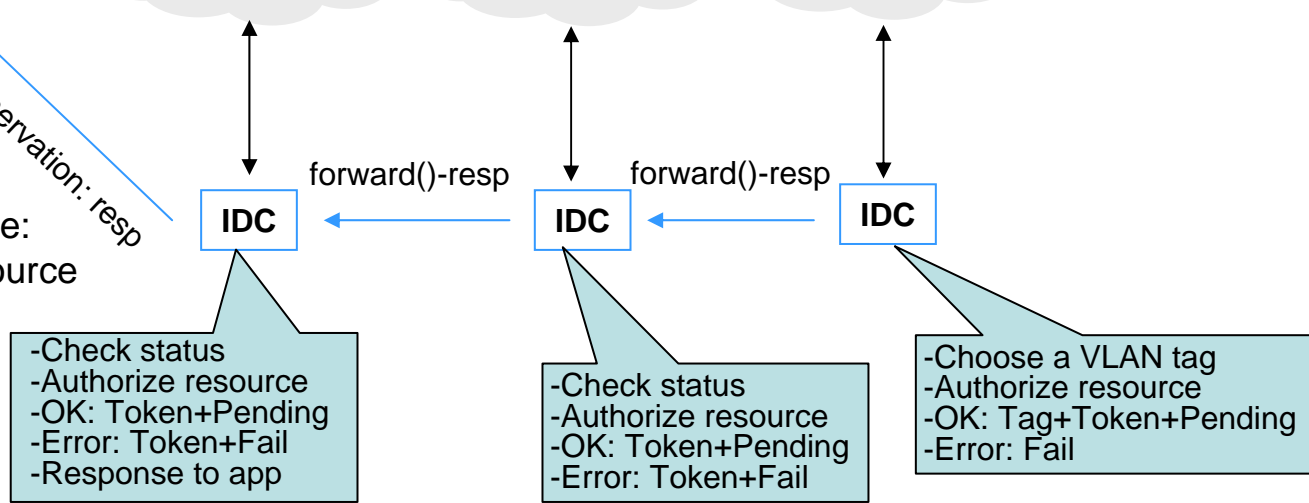 forward()-resp
forward()-resp
: resp
IDC
IDC
IDC
-Check status
-Authorize resource
-OK: Token+Pending
-Error: Token+Fail
-Response to app
-Check status
-Authorize resource
-OK: Token+Pending
-Error: Token+Fail
-Choose a VLAN tag
-Authorize resource
-OK: Tag+Token+Pending
-Error: Fail